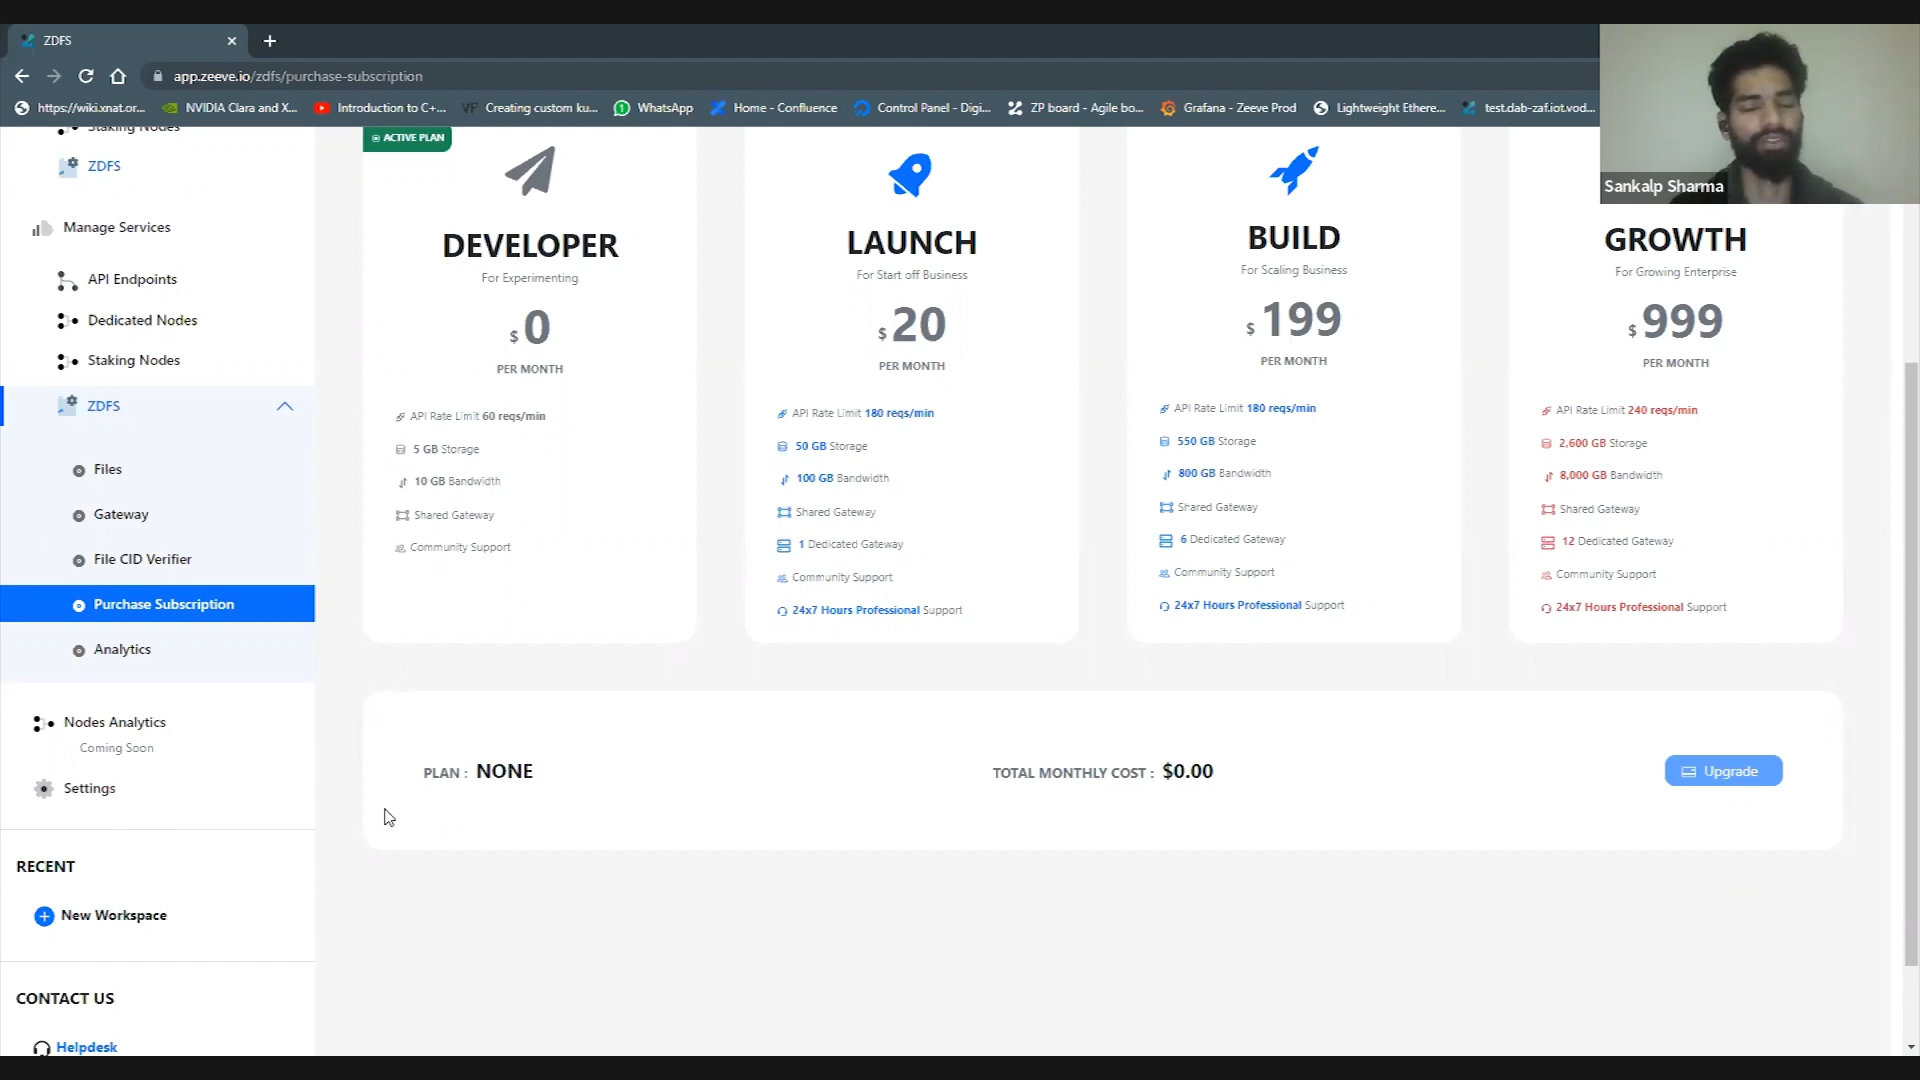 ZDFS
app.zeeve.io/zdfs/purchase-subscription
https://wiki.xnat.or...
NVIDIA Clara and X...
Introduction to C+...
Creating custom ku...
WhatsApp
Home - Confluence
Control Panel - Digi...
ZP board - Agile bo...
Grafana - Zeeve Prod
Lightweight Ethere...
test.dab-zaf.iot.vod...
Sankalp Sharma
Staking Nodes
ZDFS
Manage Services
API Endpoints
Dedicated Nodes
Staking Nodes
ZDFS
Files
Gateway
File CID Verifier
Purchase Subscription
Analytics
Nodes Analytics
Coming Soon
Settings
RECENT
New Workspace
CONTACT US
Helpdesk
ACTIVE PLAN
DEVELOPER
For Experimenting
$ 0
PER MONTH
API Rate Limit 60 reqs/min
5 GB Storage
10 GB Bandwidth
Shared Gateway
Community Support
LAUNCH
For Start off Business
$ 20
PER MONTH
API Rate Limit 180 reqs/min
50 GB Storage
100 GB Bandwidth
Shared Gateway
1 Dedicated Gateway
Community Support
24x7 Hours Professional Support
BUILD
For Scaling Business
$ 199
PER MONTH
API Rate Limit 180 reqs/min
550 GB Storage
800 GB Bandwidth
Shared Gateway
6 Dedicated Gateway
Community Support
24x7 Hours Professional Support
GROWTH
For Growing Enterprise
$ 999
PER MONTH
API Rate Limit 240 reqs/min
2,600 GB Storage
8,000 GB Bandwidth
Shared Gateway
12 Dedicated Gateway
Community Support
24x7 Hours Professional Support
PLAN : NONE
TOTAL MONTHLY COST : $0.00
Upgrade